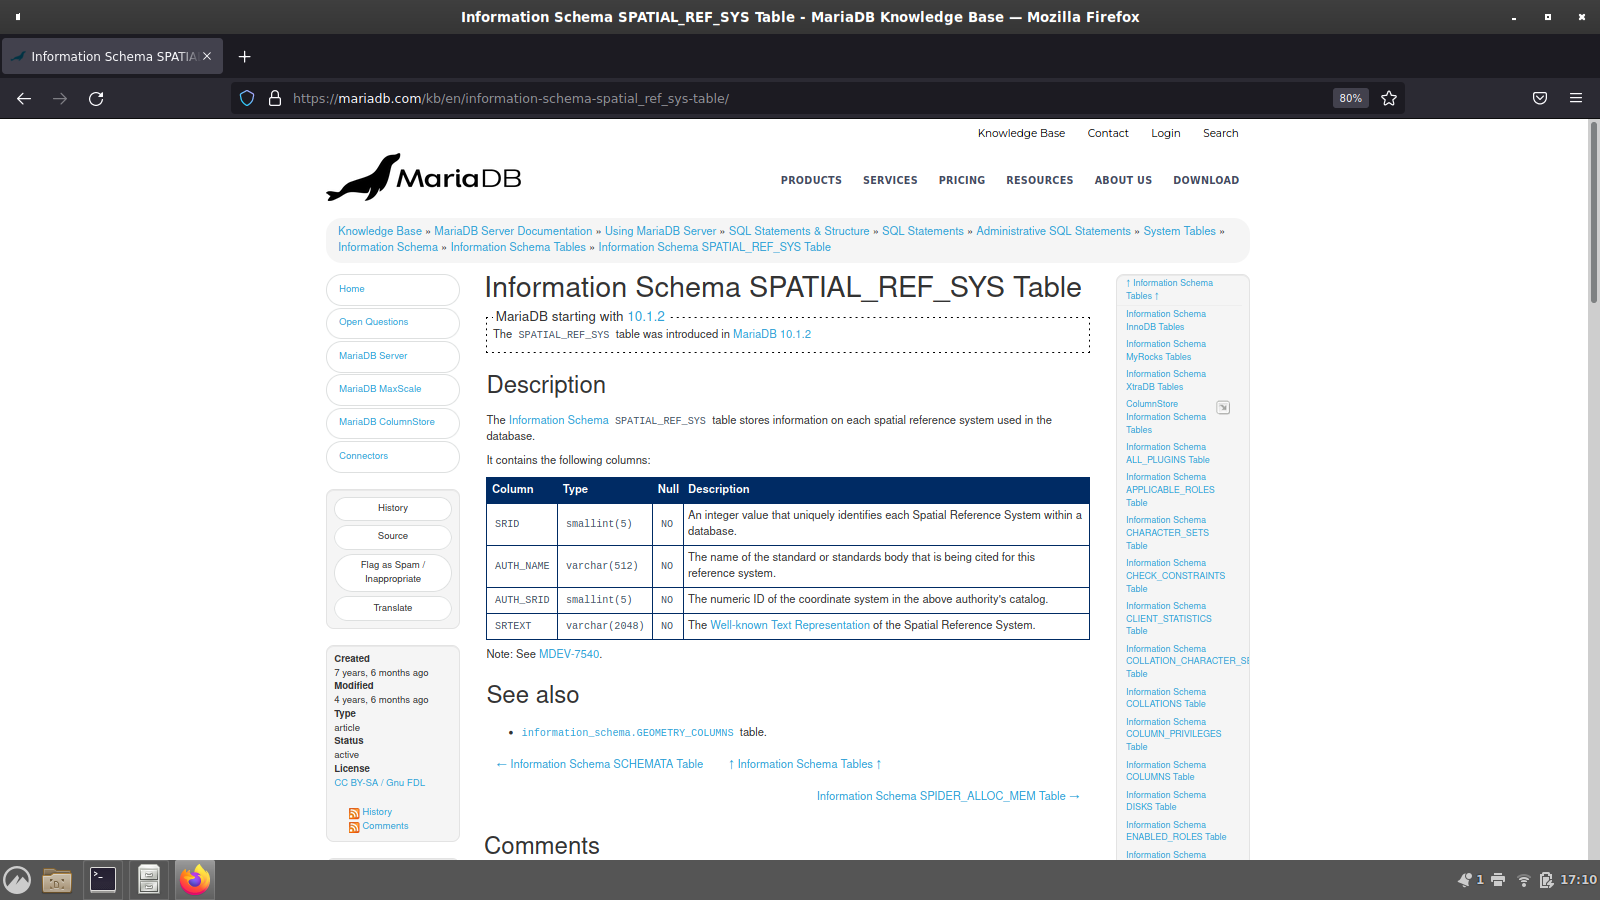 Information Schema SPATIAL_REF_SYS Table - MariaDB Knowledge Base — Mozilla Firefox
Information Schema SPATIA
https://mariadb.com/kb/en/information-schema-spatial_ref_sys-table/
80%
Knowledge Base Contact Login Search
MariaDB
PRODUCTS SERVICES PRICING RESOURCES ABOUT US DOWNLOAD
Knowledge Base » MariaDB Server Documentation » Using MariaDB Server » SQL Statements & Structure » SQL Statements » Administrative SQL Statements » System Tables »
Information Schema » Information Schema Tables » Information Schema SPATIAL_REF_SYS Table
Home
Open Questions
MariaDB Server
MariaDB MaxScale
MariaDB ColumnStore
Connectors
History
Source
Flag as Spam /
Inappropriate
Translate
Created
7 years, 6 months ago
Modified
4 years, 6 months ago
Type
article
Status
active
License
CC BY-SA / Gnu FDL
History
Comments
Information Schema SPATIAL_REF_SYS Table
MariaDB starting with 10.1.2
The SPATIAL_REF_SYS table was introduced in MariaDB 10.1.2
Description
The Information Schema SPATIAL_REF_SYS table stores information on each spatial reference system used in the
database.
It contains the following columns:
Column Type Null Description
SRID smallint(5) NO An integer value that uniquely identifies each Spatial Reference System within a
database.
AUTH_NAME varchar(512) NO The name of the standard or standards body that is being cited for this
reference system.
AUTH_SRID smallint(5) NO The numeric ID of the coordinate system in the above authority's catalog.
SRTEXT varchar(2048) NO The Well-known Text Representation of the Spatial Reference System.
Note: See MDEV-7540.
See also
• information_schema.GEOMETRY_COLUMNS table.
← Information Schema SCHEMATA Table ↑ Information Schema Tables ↑
Information Schema SPIDER_ALLOC_MEM Table →
Comments
↑ Information Schema
Tables ↑
Information Schema
InnoDB Tables
Information Schema
MyRocks Tables
Information Schema
XtraDB Tables
ColumnStore
Information Schema
Tables
Information Schema
ALL_PLUGINS Table
Information Schema
APPLICABLE_ROLES
Table
Information Schema
CHARACTER_SETS
Table
Information Schema
CHECK_CONSTRAINTS
Table
Information Schema
CLIENT_STATISTICS
Table
Information Schema
COLLATION_CHARACTER_SE
Table
Information Schema
COLLATIONS Table
Information Schema
COLUMN_PRIVILEGES
Table
Information Schema
COLUMNS Table
Information Schema
DISKS Table
Information Schema
ENABLED_ROLES Table
Information Schema
1 17:10